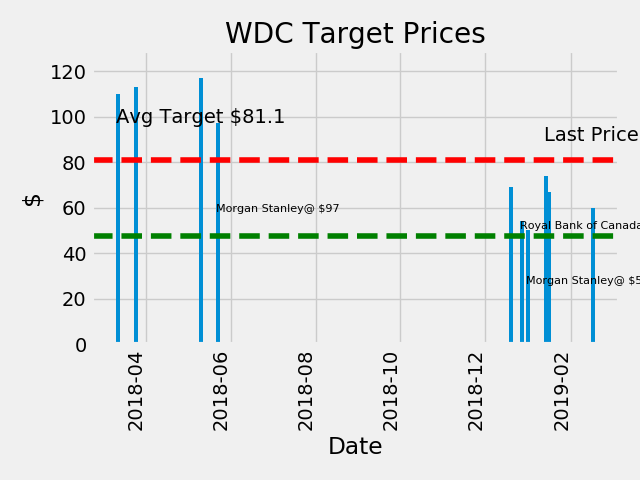 WDC Target Prices
120
100
80
60
40
20
0
$
Avg Target $81.1
Last Price
Morgan Stanley@ $97
Royal Bank of Canada
Morgan Stanley@ $5
2018-04
2018-06
2018-08
2018-10
2018-12
2019-02
Date